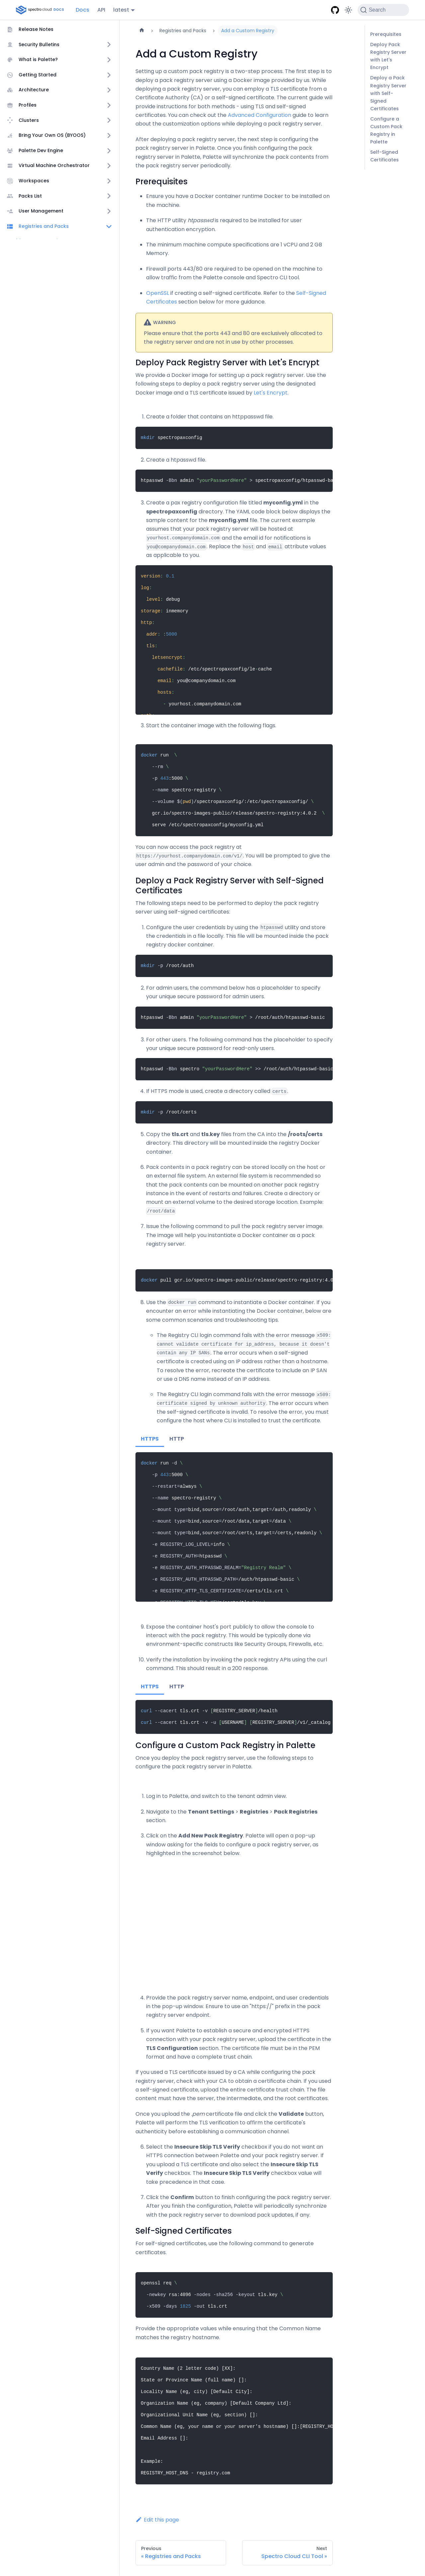 spectro cloud DOCS
Docs
API
latest
Search
Release Notes
Security Bulletins
What is Palette?
Getting Started
Architecture
Profiles
Clusters
Bring Your Own OS (BYOOS)
Palette Dev Engine
Virtual Machine Orchestrator
Workspaces
Packs List
User Management
Registries and Packs
Registries and Packs
Add a Custom Registry
Prerequisites
Deploy Pack
Registry Server
with Let's
Encrypt
Deploy a Pack
Registry Server
with Self-
Signed
Certificates
Configure a
Custom Pack
Registry in
Palette
Self-Signed
Certificates
Add a Custom Registry
Setting up a custom pack registry is a two-step process. The first step is to
deploy a pack registry server using a Docker image. While deploying a
pack registry server, you can employ a TLS certificate issued by a
Certificate Authority (CA) or a self-signed certificate. The current guide will
provide instructions for both methods - using TLS and self-signed
certificates. You can check out the Advanced Configuration guide to learn
about the customization options while deploying a pack registry server.
After deploying a pack registry server, the next step is configuring the
pack registry server in Palette. Once you finish configuring the pack
registry server in Palette, Palette will periodically synchronize with the
pack registry server.
Prerequisites
Ensure you have a Docker container runtime Docker to be installed on
the machine.
The HTTP utility htpasswd is required to be installed for user
authentication encryption.
The minimum machine compute specifications are 1 vCPU and 2 GB
Memory.
Firewall ports 443/80 are required to be opened on the machine to
allow traffic from the Palette console and Spectro CLI tool.
OpenSSL if creating a self-signed certificate. Refer to the Self-Signed
Certificates section below for more guidance.
WARNING
Please ensure that the ports 443 and 80 are exclusively allocated to
the registry server and are not in use by other processes.
Deploy Pack Registry Server with Let's Encrypt
We provide a Docker image for setting up a pack registry server. Use the
following steps to deploy a pack registry server using the designated
Docker image and a TLS certificate issued by Let's Encrypt.
1. Create a folder that contains an httppasswd file.
mkdir spectropaxconfig
2. Create a htpasswd file.
htpasswd -Bbn admin "yourPasswordHere" > spectropaxconfig/htpasswd-ba
3. Create a pax registry configuration file titled myconfig.yml in the
spectropaxconfig directory. The YAML code block below displays the
sample content for the myconfig.yml file. The current example
assumes that your pack registry server will be hosted at
yourhost.companydomain.com and the email id for notifications is
you@companydomain.com. Replace the host and email attribute values
as applicable to you.
version: 0.1
log:
level: debug
storage: inmemory
http:
addr: :5000
tls:
letsencrypt:
cachefile: /etc/spectropaxconfig/le-cache
email: you@companydomain.com
hosts:
- yourhost.companydomain.com
3. Start the container image with the following flags.
docker run \
--rm \
-p 443:5000 \
--name spectro-registry \
--volume $(pwd)/spectropaxconfig/:/etc/spectropaxconfig/ \
gcr.io/spectro-images-public/release/spectro-registry:4.0.2 \
serve /etc/spectropaxconfig/myconfig.yml
You can now access the pack registry at
https://yourhost.companydomain.com/v1/. You will be prompted to give the
user admin and the password of your choice.
Deploy a Pack Registry Server with Self-Signed
Certificates
The following steps need to be performed to deploy the pack registry
server using self-signed certificates:
1. Configure the user credentials by using the htpasswd utility and store
the credentials in a file locally. This file will be mounted inside the pack
registry docker container.
mkdir -p /root/auth
2. For admin users, the command below has a placeholder to specify
your unique secure password for admin users.
htpasswd -Bbn admin "yourPasswordHere" > /root/auth/htpasswd-basic
3. For other users. The following command has the placeholder to specify
your unique secure password for read-only users.
htpasswd -Bbn spectro "yourPasswordHere" >> /root/auth/htpasswd-basic
4. If HTTPS mode is used, create a directory called certs.
mkdir -p /root/certs
5. Copy the tls.crt and tls.key files from the CA into the /roots/certs
directory. This directory will be mounted inside the registry Docker
container.
6. Pack contents in a pack registry can be stored locally on the host or
an external file system. An external file system is recommended so
that the pack contents can be mounted on another pack registry
instance in the event of restarts and failures. Create a directory or
mount an external volume to the desired storage location. Example:
/root/data
7. Issue the following command to pull the pack registry server image.
The image will help you instantiate a Docker container as a pack
registry server.
docker pull gcr.io/spectro-images-public/release/spectro-registry:4.0
8. Use the docker run command to instantiate a Docker container. If you
encounter an error while instantiating the Docker container, below are
some common scenarios and troubleshooting tips.
The Registry CLI login command fails with the error message x509:
cannot validate certificate for ip_address, because it doesn't
contain any IP SANs. The error occurs when a self-signed
certificate is created using an IP address rather than a hostname.
To resolve the error, recreate the certificate to include an IP SAN
or use a DNS name instead of an IP address.
The Registry CLI login command fails with the error message x509:
certificate signed by unknown authority. The error occurs when
the self-signed certificate is invalid. To resolve the error, you must
configure the host where CLI is installed to trust the certificate.
HTTPS
HTTP
docker run -d \
-p 443:5000 \
--restart=always \
--name spectro-registry \
--mount type=bind,source=/root/auth,target=/auth,readonly \
--mount type=bind,source=/root/data,target=/data \
--mount type=bind,source=/root/certs,target=/certs,readonly \
-e REGISTRY_LOG_LEVEL=info \
-e REGISTRY_AUTH=htpasswd \
-e REGISTRY_AUTH_HTPASSWD_REALM="Registry Realm" \
-e REGISTRY_AUTH_HTPASSWD_PATH=/auth/htpasswd-basic \
-e REGISTRY_HTTP_TLS_CERTIFICATE=/certs/tls.crt \
9. Expose the container host's port publicly to allow the console to
interact with the pack registry. This would be typically done via
environment-specific constructs like Security Groups, Firewalls, etc.
10. Verify the installation by invoking the pack registry APIs using the curl
command. This should result in a 200 response.
HTTPS
HTTP
curl --cacert tls.crt -v [REGISTRY_SERVER]/health
curl --cacert tls.crt -v -u [USERNAME] [REGISTRY_SERVER]/v1/_catalog
Configure a Custom Pack Registry in Palette
Once you deploy the pack registry server, use the following steps to
configure the pack registry server in Palette.
1. Log in to Palette, and switch to the tenant admin view.
2. Navigate to the Tenant Settings > Registries > Pack Registries
section.
3. Click on the Add New Pack Registry. Palette will open a pop-up
window asking for the fields to configure a pack registry server, as
highlighted in the screenshot below.
4. Provide the pack registry server name, endpoint, and user credentials
in the pop-up window. Ensure to use an "https://" prefix in the pack
registry server endpoint.
5. If you want Palette to establish a secure and encrypted HTTPS
connection with your pack registry server, upload the certificate in the
TLS Configuration section. The certificate file must be in the PEM
format and have a complete trust chain.
If you used a TLS certificate issued by a CA while configuring the pack
registry server, check with your CA to obtain a certificate chain. If you used
a self-signed certificate, upload the entire certificate trust chain. The file
content must have the server, the intermediate, and the root certificates.
Once you upload the .pem certificate file and click the Validate button,
Palette will perform the TLS verification to affirm the certificate's
authenticity before establishing a communication channel.
6. Select the Insecure Skip TLS Verify checkbox if you do not want an
HTTPS connection between Palette and your pack registry server. If
you upload a TLS certificate and also select the Insecure Skip TLS
Verify checkbox. The Insecure Skip TLS Verify checkbox value will
take precedence in that case.
7. Click the Confirm button to finish configuring the pack registry server.
After you finish the configuration, Palette will periodically synchronize
with the pack registry server to download pack updates, if any.
Self-Signed Certificates
For self-signed certificates, use the following command to generate
certificates.
openssl req \
-newkey rsa:4096 -nodes -sha256 -keyout tls.key \
-x509 -days 1825 -out tls.crt
Provide the appropriate values while ensuring that the Common Name
matches the registry hostname.
Country Name (2 letter code) [XX]:
State or Province Name (full name) []:
Locality Name (eg, city) [Default City]:
Organization Name (eg, company) [Default Company Ltd]:
Organizational Unit Name (eg, section) []:
Common Name (eg, your name or your server's hostname) []:[REGISTRY_HO
Email Address []:
Example:
REGISTRY_HOST_DNS - registry.com
Edit this page
Previous
« Registries and Packs
Next
Spectro Cloud CLI Tool »